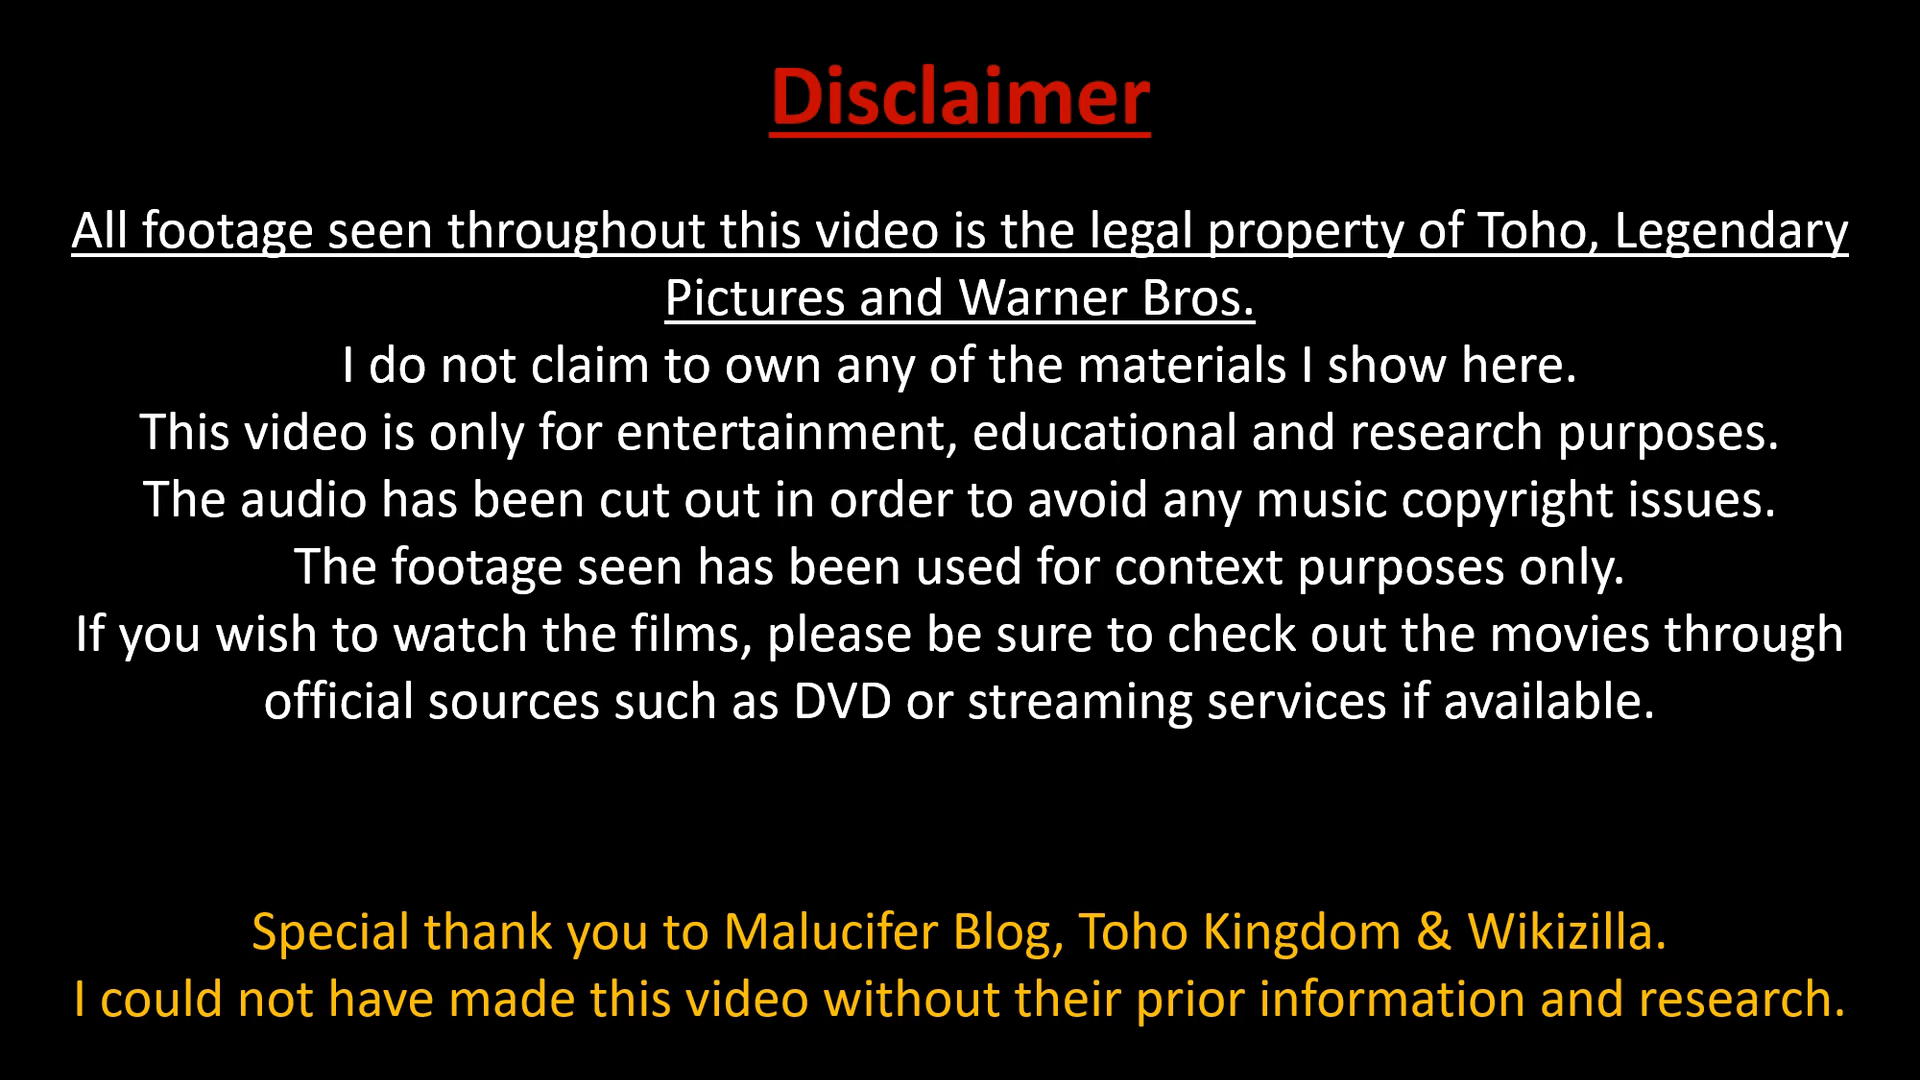 Disclaimer
All footage seen throughout this video is the legal property of Toho, Legendary
Pictures and Warner Bros.
I do not claim to own any of the materials I show here.
This video is only for entertainment, educational and research purposes.
The audio has been cut out in order to avoid any music copyright issues.
The footage seen has been used for context purposes only.
If you wish to watch the films, please be sure to check out the movies through
official sources such as DVD or streaming services if available.
Special thank you to Malucifer Blog, Toho Kingdom & Wikizilla.
I could not have made this video without their prior information and research.